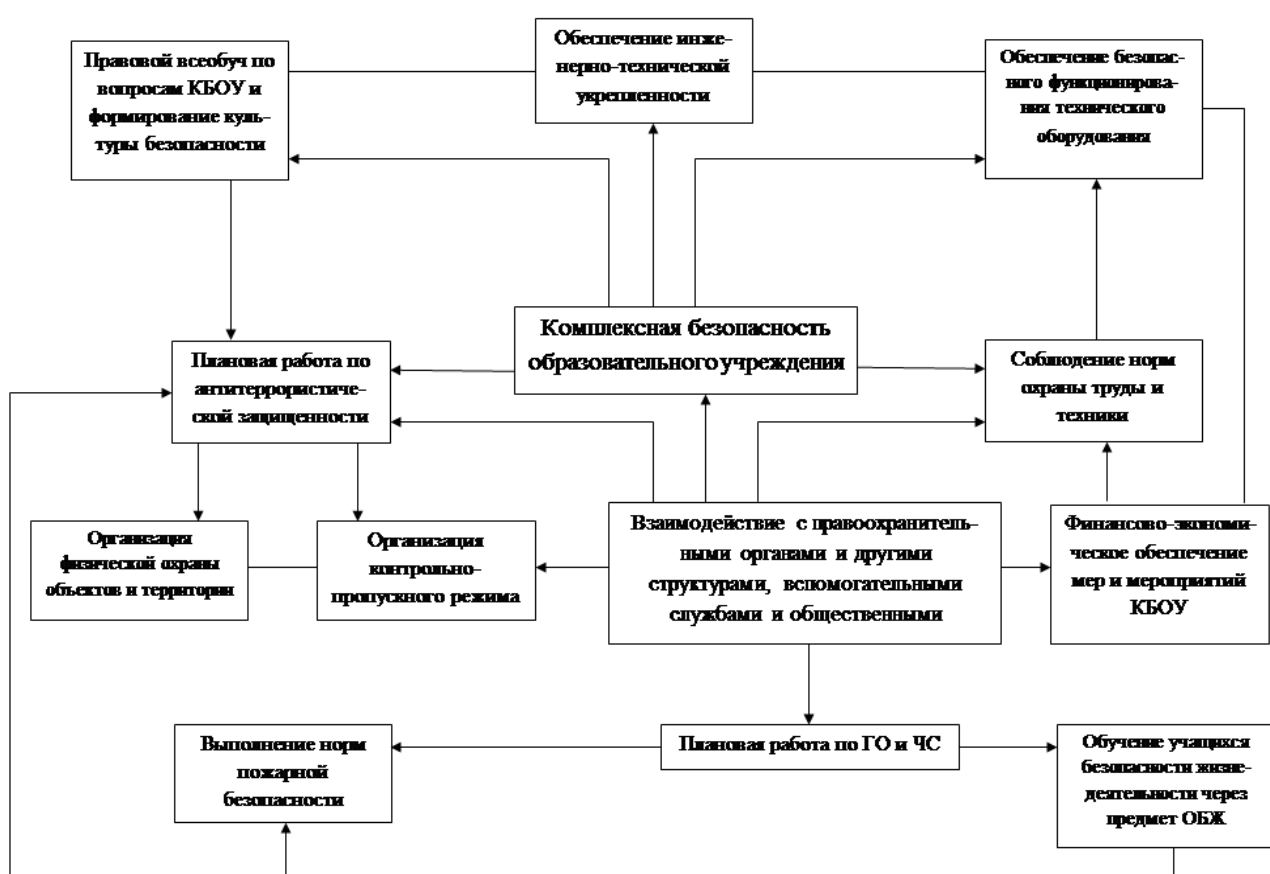 Правовой всеобуч по
вопросам КБОУ и
формирование куль-
туры безопасности
Обеспечение инже-
нерно-технической
укрепленности
Обеспечение безопас-
ного функционирова-
ния технического
оборудования
Комплексная безопасность
образовательного учреждения
Плановая работа по
антитеррористиче-
ской защищенности
Соблюдение норм
охраны труды и
техники
Организация
физической охраны
объектов и территории
Организация
контрольно-
пропускного режима
Взаимодействие с правоохранитель-
ными органами и другими
структурами, вспомогательными
службами и общественными
Финансово-экономи-
ческое обеспечение
мер и мероприятий
КБОУ
Выполнение норм
пожарной
безопасности
Плановая работа по ГО и ЧС
Обучение учащихся
безопасности жизне-
деятельности через
предмет ОБЖ